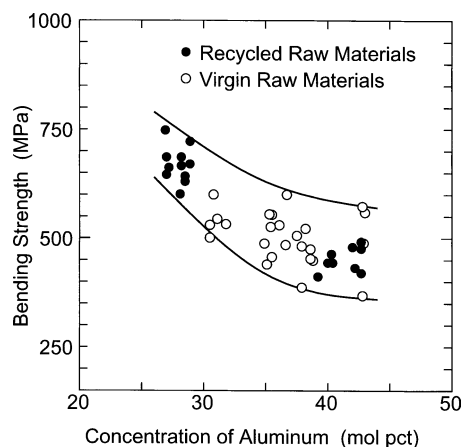 1000
● Recycled Raw Materials
○ Virgin Raw Materials
750
500
250
Bending Strength (MPa)
20 30 40 50
Concentration of Aluminum (mol pct)